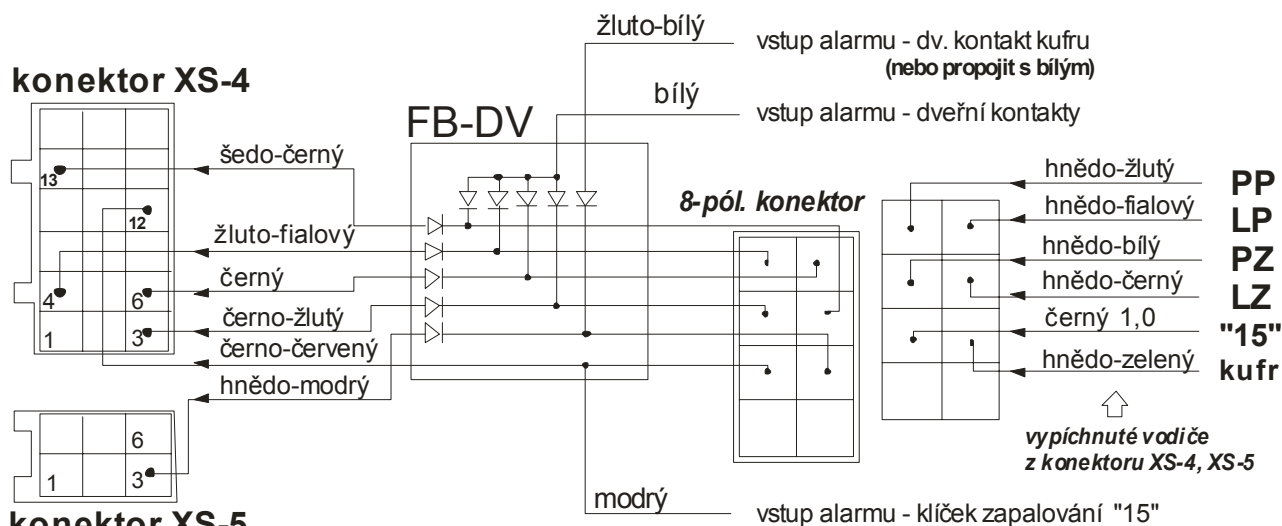 žluto-bílý
vstup alarmu - dv. kontakt kufru
(nebo propojit s bílým)
konektor XS-4
bílý
vstup alarmu - dveřní kontakty
FB-DV
šedo-černý
13
12
žluto-fialový
černý
4
6
černo-žlutý
1
3
černo-červený
hnědo-modrý
6
1
3
konektor XS-5
8-pól. konektor
hnědo-žlutý
PP
hnědo-fialový
LP
hnědo-bílý
PZ
hnědo-černý
LZ
černý 1,0
"15"
hnědo-zelený
kufr
vypíchnuté vodiče
z konektoru XS-4, XS-5
modrý
vstup alarmu - klíček zapalování "15"